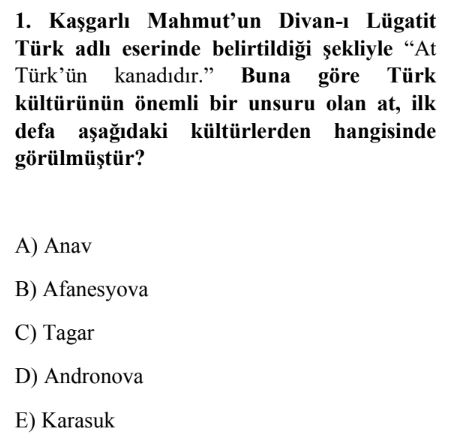 1. Kaşgarlı Mahmut’un Divan-ı Lügatit
Türk adlı eserinde belirtildiği şekliyle “At
Türk’ün kanadıdır.” Buna göre Türk
kültürünün önemli bir unsuru olan at, ilk
defa aşağıdaki kültürlerden hangisinde
görülmüştür?
A) Anav
B) Afanesyova
C) Tagar
D) Andronova
E) Karasuk